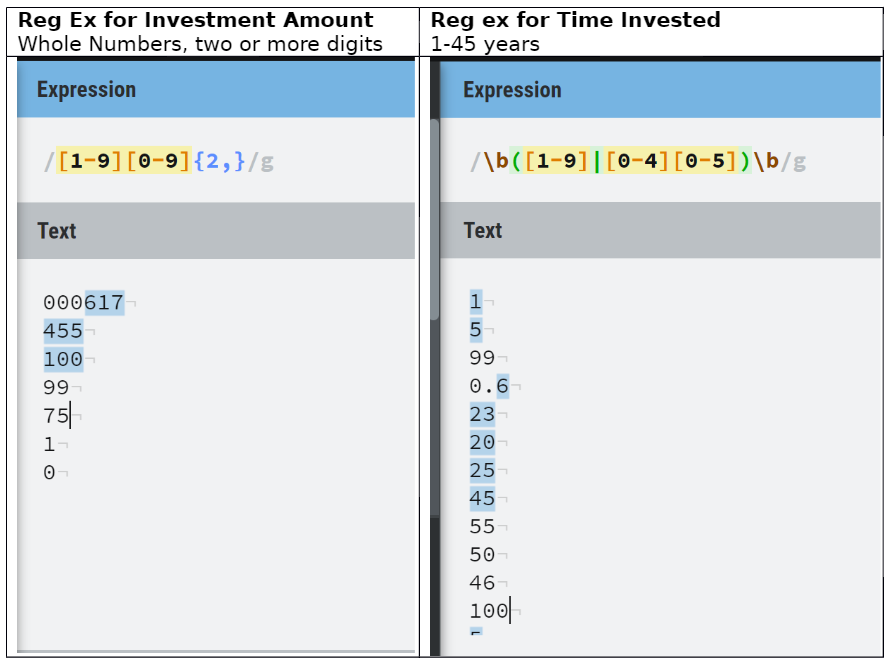 Reg Ex for Investment Amount
Whole Numbers, two or more digits
Expression
/[1-9][0-9]{2,}/g
Text
000617
455
100
99
75
1
0
Reg ex for Time Invested
1-45 years
Expression
/\b([1-9]|[0-4][0-5])\b/g
Text
1
5
99
0.6
23
20
25
45
55
50
46
100